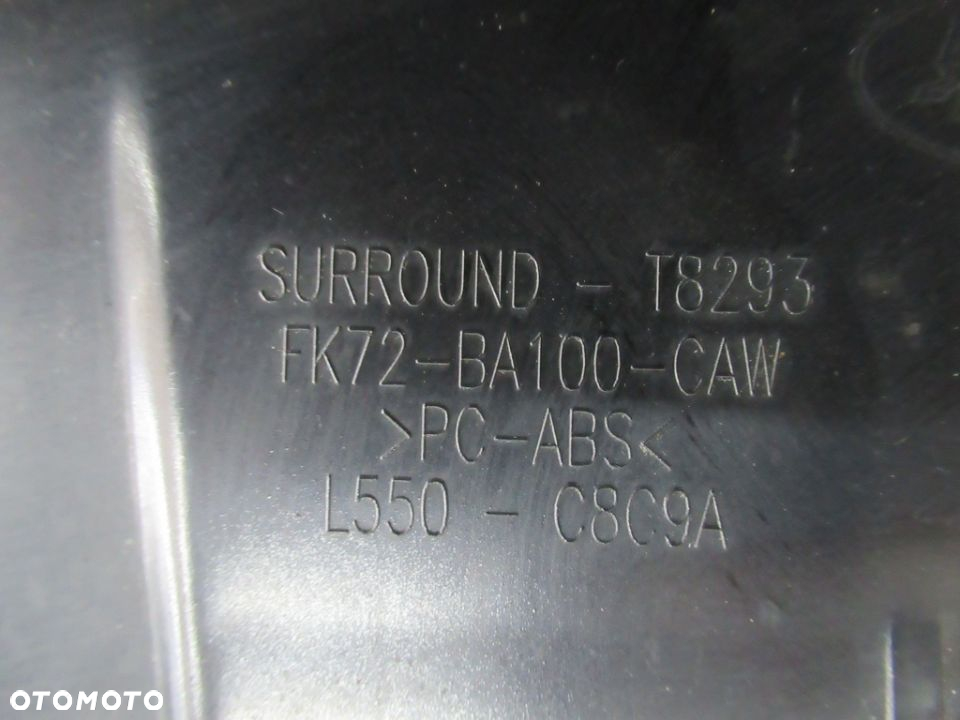 SURROUND - T8293
FK72-BA100-CAW
>PC-ABS<
L550 - C8C9A
OTOMOTO